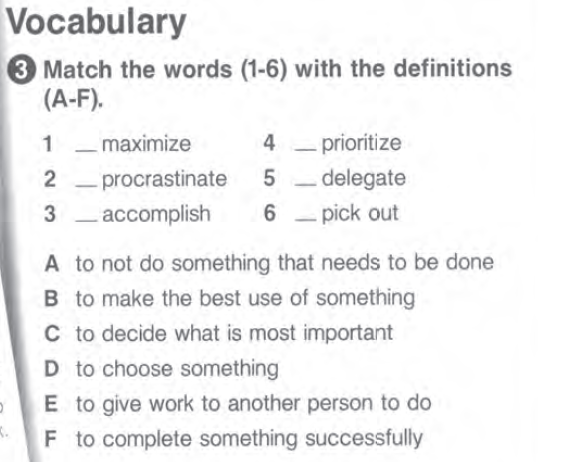 Vocabulary
3 Match the words (1-6) with the definitions
(A-F).
1 __ maximize 4 __ prioritize
2 __ procrastinate 5 __ delegate
3 __ accomplish 6 __ pick out
A to not do something that needs to be done
B to make the best use of something
C to decide what is most important
D to choose something
E to give work to another person to do
F to complete something successfully